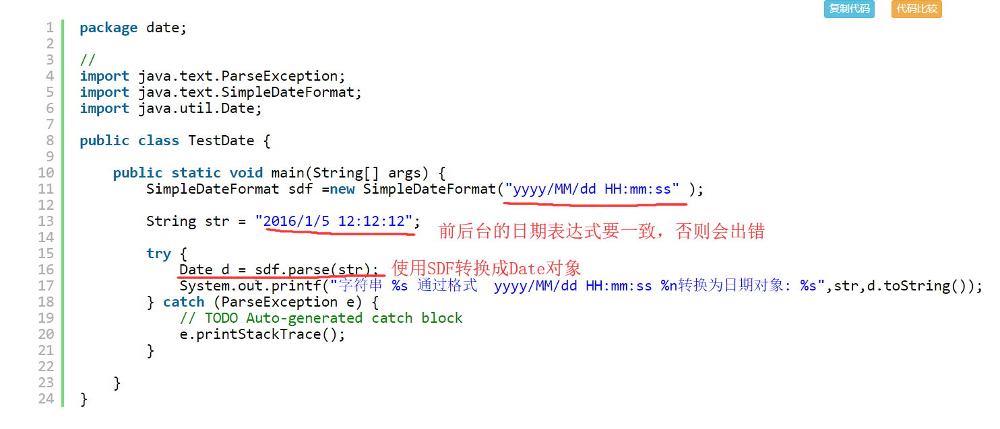 复制代码 代码比较
1 package date;
2
3 //
4 import java.text.ParseException;
5 import java.text.SimpleDateFormat;
6 import java.util.Date;
7
8 public class TestDate {
9
10     public static void main(String[] args) {
11         SimpleDateFormat sdf =new SimpleDateFormat("yyyy/MM/dd HH:mm:ss" );
12
13         String str = "2016/1/5 12:12:12";
前后台的日期表达式要一致，否则会出错
14
15         try {
16             Date d = sdf.parse(str); 使用SDF转换成Date对象
17             System.out.printf("字符串 %s 通过格式  yyyy/MM/dd HH:mm:ss %n转换为日期对象: %s",str,d.toString());
18         } catch (ParseException e) {
19             // TODO Auto-generated catch block
20             e.printStackTrace();
21         }
22
23     }
24 }